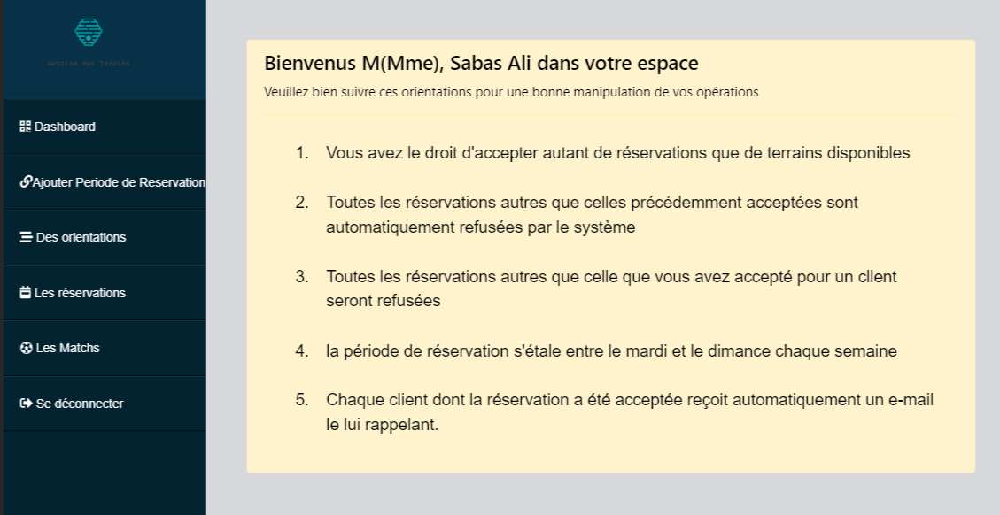 Gestion des Terains
Dashboard
Ajouter Periode de Reservation
Des orientations
Les réservations
Les Matchs
Se déconnecter
Bienvenus M(Mme), Sabas Ali dans votre espace
Veuillez bien suivre ces orientations pour une bonne manipulation de vos opérations
1. Vous avez le droit d'accepter autant de réservations que de terrains disponibles
2. Toutes les réservations autres que celles précédemment acceptées sont
automatiquement refusées par le système
3. Toutes les réservations autres que celle que vous avez accepté pour un clIent
seront refusées
4. la période de réservation s'étale entre le mardi et le dimance chaque semaine
5. Chaque client dont la réservation a été acceptée reçoit automatiquement un e-mail
le lui rappelant.